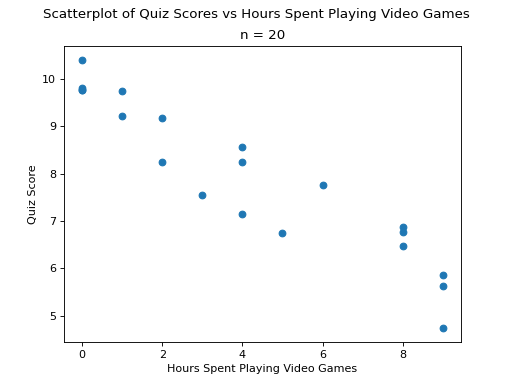 Scatterplot of Quiz Scores vs Hours Spent Playing Video Games
n = 20
10
9
8
7
6
5
Quiz Score
0 2 4 6 8
Hours Spent Playing Video Games